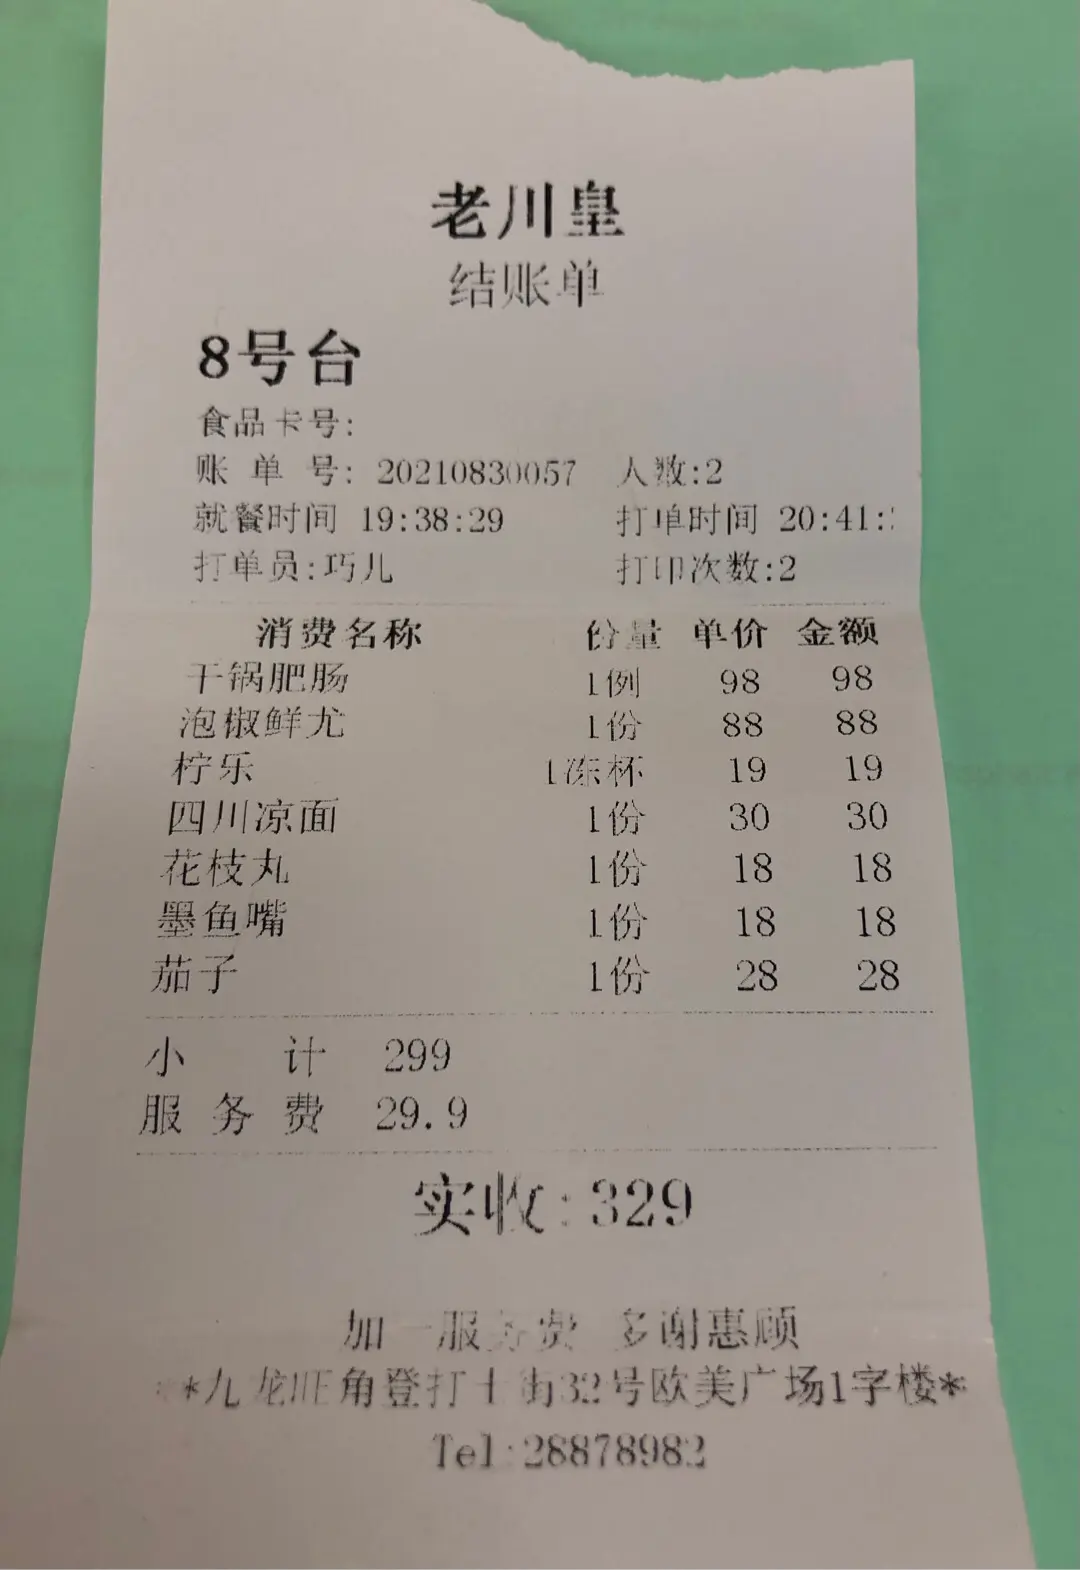 老川皇
结账单
8号台
食品卡号:
账 单 号: 20210830057 人数:2
就餐时间 19:38:29 打单时间 20:41:
打单员:巧儿 打印次数:2
消费名称 份量 单价 金额
干锅肥肠 1例 98 98
泡椒鲜尤 1份 88 88
柠乐 1冻杯 19 19
四川凉面 1份 30 30
花枝丸 1份 18 18
墨鱼嘴 1份 18 18
茄子 1份 28 28
小 计 299
服 务 费 29.9
实收:329
加一服务费 多谢惠顾
**九龙旺角登打士街32号欧美广场1字楼*
Tel:28878982